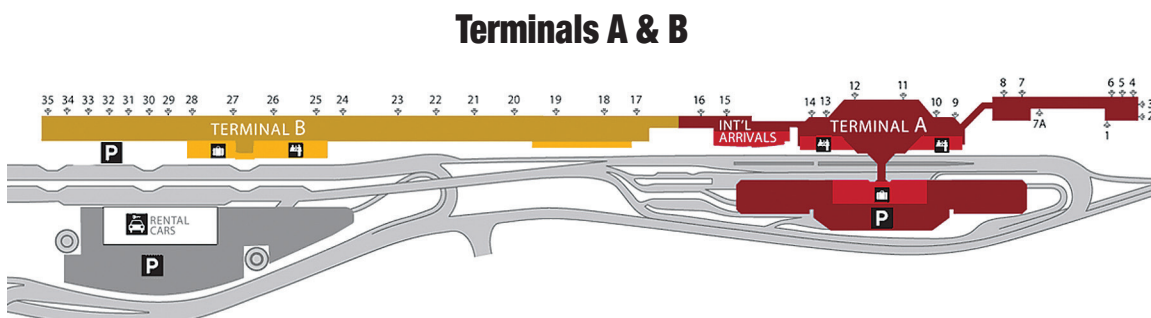 Terminals A & B
35 34 33 32 31 30 29 28 27 26 25 24 23 22 21 20 19 18 17 16 15 14 13 12 11 10 9 8 7 6 5 4
3
2
7A
1
TERMINAL B
INT'L
ARRIVALS
TERMINAL A
P
RENTAL
CARS
P
P